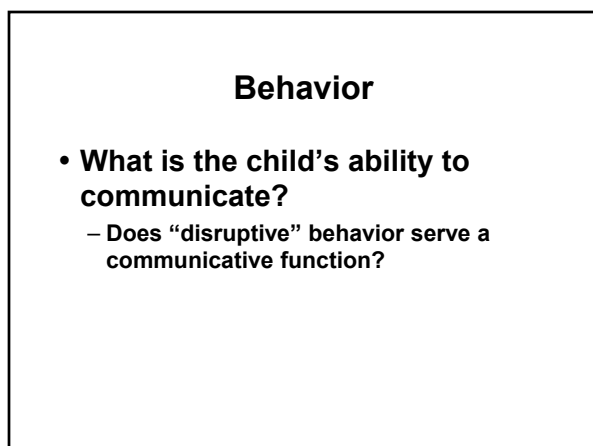 Behavior
• What is the child’s ability to
communicate?
– Does “disruptive” behavior serve a
communicative function?